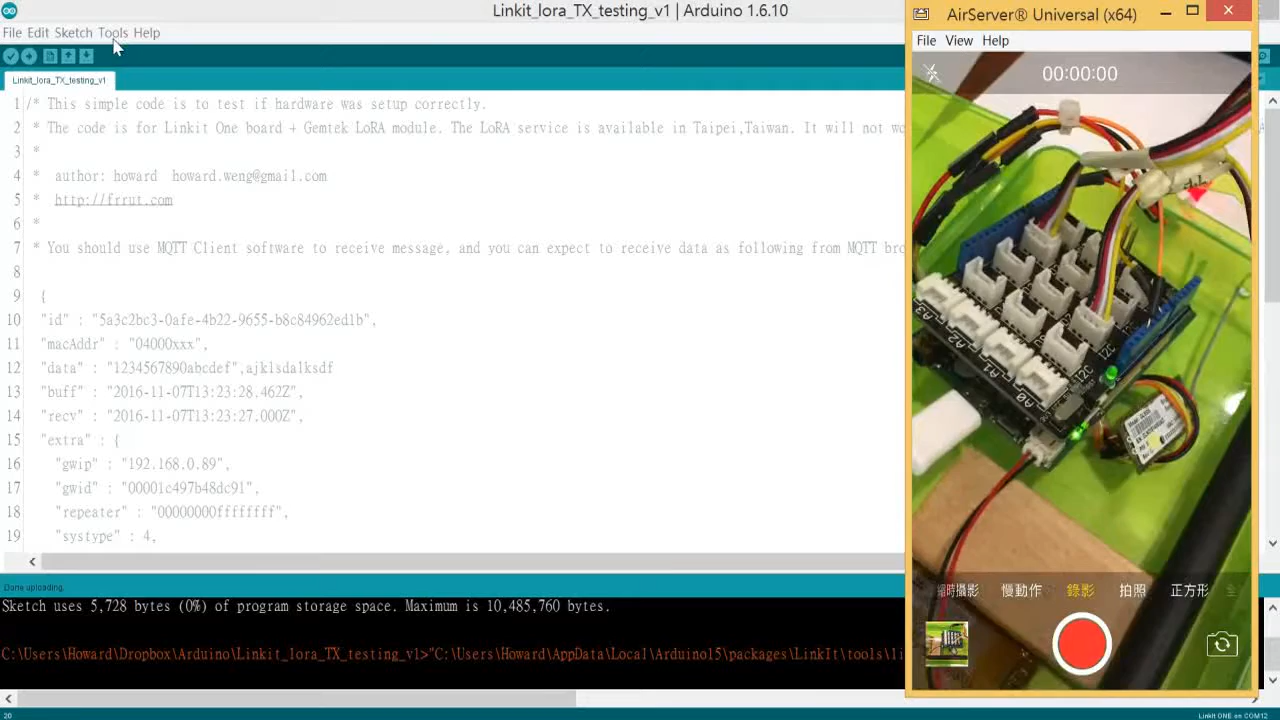 Linkit_lora_TX_testing_v1 | Arduino 1.6.10
File Edit Sketch Tools Help
Linkit_lora_TX_testing_v1
1 /* This simple code is to test if hardware was setup correctly.
2 * The code is for Linkit One board + Gemtek LoRA module. The LoRA service is available in Taipei,Taiwan. It will not wo
3 *
4 * author: howard howard.weng@gmail.com
5 * http://frrut.com
6 *
7 * You should use MQTT Client software to receive message, and you can expect to receive data as following from MQTT bro
8
9 {
10 "id" : "5a3c2bc3-0afe-4b22-9655-b8c84962ed1b",
11 "macAddr" : "04000xxx",
12 "data" : "1234567890abcdef",ajklsdalksdf
13 "buff" : "2016-11-07T13:23:28.462Z",
14 "recv" : "2016-11-07T13:23:27.000Z",
15 "extra" : {
16 "gwip" : "192.168.0.89",
17 "gwid" : "00001c497b48dc91",
18 "repeater" : "00000000ffffffff",
19 "systype" : 4,
Done uploading.
Sketch uses 5,728 bytes (0%) of program storage space. Maximum is 10,485,760 bytes.
C:\Users\Howard\Dropbox\Arduino\Linkit_lora_TX_testing_v1>"C:\Users\Howard\AppData\Local\Arduino15\packages\LinkIt\tools\li
20
LinkIt ONE on COM12
AirServer® Universal (x64)
File View Help
00:00:00
A3
A2
A1
A0
I2C
I2C
慢動作 錄影 拍照 正方形